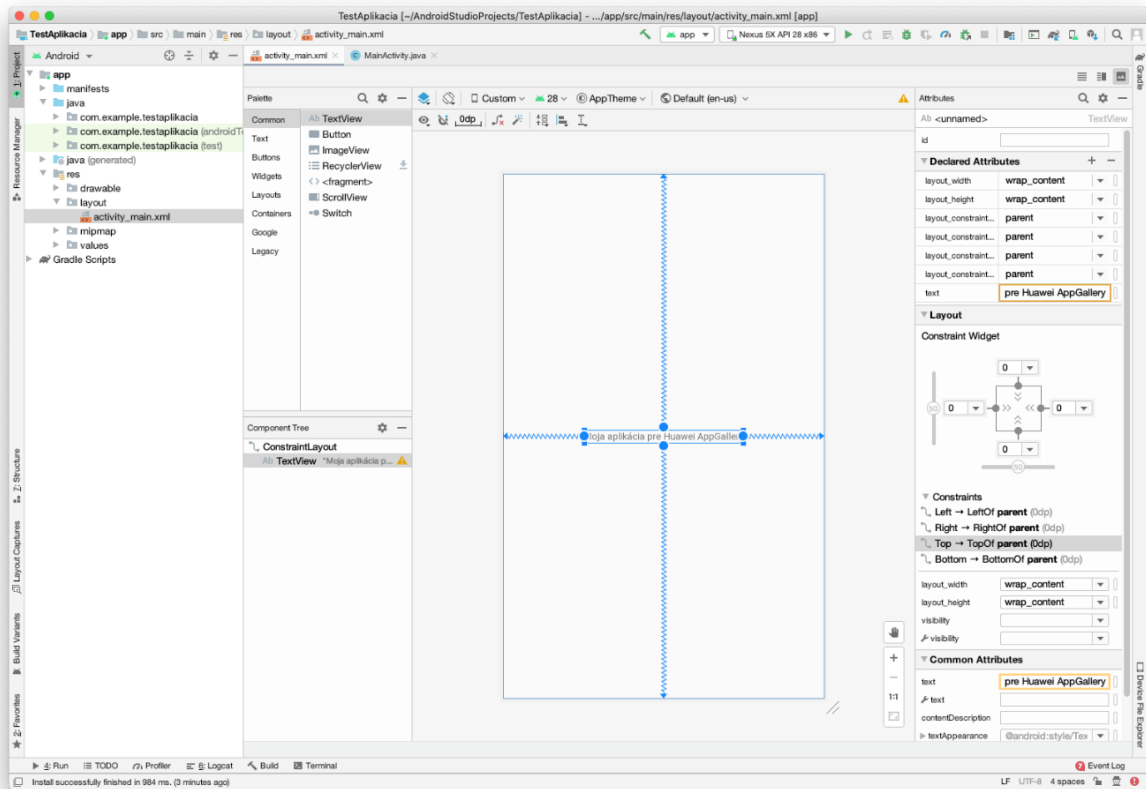 TestAplikacia [~/AndroidStudioProjects/TestAplikacia] - .../app/src/main/res/layout/activity_main.xml [app]
TestAplikacia app src main res layout activity_main.xml
app Nexus 5X API 28 x86
1: Project
Resource Manager
Z: Structure
Layout Captures
Build Variants
2: Favorites
Android
app
manifests
java
com.example.testaplikacia
com.example.testaplikacia (androidTe
com.example.testaplikacia (test)
java (generated)
res
drawable
layout
activity_main.xml
mipmap
values
Gradle Scripts
activity_main.xml MainActivity.java
Palette
Common
Text
Buttons
Widgets
Layouts
Containers
Google
Legacy
Ab TextView
Button
ImageView
RecyclerView
<fragment>
ScrollView
Switch
Component Tree
ConstraintLayout
Ab TextView "Moja aplikácia p...
Custom 28 AppTheme Default (en-us)
0dp
Moja aplikácia pre Huawei AppGallery
1:1
Attributes
Ab <unnamed> TextView
id
Declared Attributes
layout_width wrap_content
layout_height wrap_content
layout_constraint... parent
layout_constraint... parent
layout_constraint... parent
layout_constraint... parent
text pre Huawei AppGallery
Layout
Constraint Widget
0
50 0 0
0
50
Constraints
Left → LeftOf parent (0dp)
Right → RightOf parent (0dp)
Top → TopOf parent (0dp)
Bottom → BottomOf parent (0dp)
layout_width wrap_content
layout_height wrap_content
visibility
visibility
Common Attributes
text pre Huawei AppGallery
text
contentDescription
textAppearance @android:style/Tex
Gradle
Device File Explorer
4: Run TODO Profiler 6: Logcat Build Terminal
7 Event Log
Install successfully finished in 984 ms. (3 minutes ago)
LF UTF-8 4 spaces